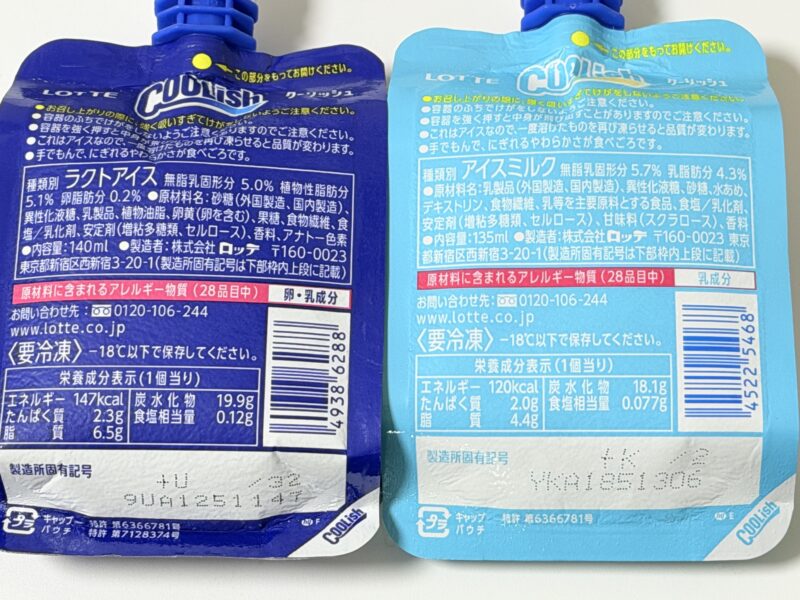 この部分をもってお開けください。
LOTTE COOLish クーリッシュ
●お召し上がりの際に、強く吸いすぎてけがをしないようご注意ください。
●容器のふちでけがをしないようご注意ください。
●容器を強く押すと中身が
●これはアイスなので、一度溶けたものを再び凍らせると品質が変わります。
●手でもんで、にぎれるやわらかさが食べごろです。
種類別 ラクトアイス 無脂乳固形分 5.0% 植物性脂肪分
5.1% 卵脂肪分 0.2% ●原材料名:砂糖(外国製造、国内製造)、
異性化液糖、乳製品、植物油脂、卵黄(卵を含む)、果糖、食物繊維、食
塩/乳化剤、安定剤(増粘多糖類、セルロース)、香料、アナトー色素
●内容量:140ml ●製造者:株式会社 ロッテ 〒160-0023
東京都新宿区西新宿3-20-1(製造所固有記号は下部枠内上段に記載)
原材料に含まれるアレルギー物質(28品目中) 卵・乳成分
お問い合わせ先: 0120-106-244
www.lotte.co.jp
〈要冷凍〉 -18℃以下で保存してください。
栄養成分表示(1個当り)
エネルギー 147kcal 炭水化物 19.9g
たんぱく質 2.3g 食塩相当量 0.12g
脂質 6.5g
4938 6288
製造所固有記号
+U /32
9UA1251147
プラ キャップ・パウチ
特許 第6366781号
特許 第7128374号
F
COOLish
この部分をもってお開けください。
LOTTE COOLish クーリッシュ
●お召し上がりの際に、強く吸いすぎてけがをしないようご注意ください。
●容器のふちでけがをしないようご注意ください。
●容器を強く押すと中身が飛び出すことがありますのでご注意ください。
●これはアイスなので、一度溶けたものを再び凍らせると品質が変わります。
●手でもんで、にぎれるやわらかさが食べごろです。
種類別 アイスミルク 無脂乳固形分 5.7% 乳脂肪分 4.3%
●原材料名:乳製品(外国製造、国内製造)、異性化液糖、砂糖、水あめ、
デキストリン、食物繊維、乳等を主要原料とする食品、食塩/乳化剤、
安定剤(増粘多糖類、セルロース)、甘味料(スクラロース)、香料
●内容量:135ml ●製造者:株式会社 ロッテ 〒160-0023 東京
都新宿区西新宿3-20-1(製造所固有記号は下部枠内上段に記載)
原材料に含まれるアレルギー物質(28品目中) 乳成分
お問い合わせ先: 0120-106-244
www.lotte.co.jp
〈要冷凍〉 -18℃以下で保存してください。
栄養成分表示(1個当り)
エネルギー 120kcal 炭水化物 18.1g
たんぱく質 2.0g 食塩相当量 0.077g
脂質 4.4g
4522 5468
製造所固有記号
+K /2
YKA1851306
プラ キャップ・パウチ
特許 第6366781号
E
COOLish